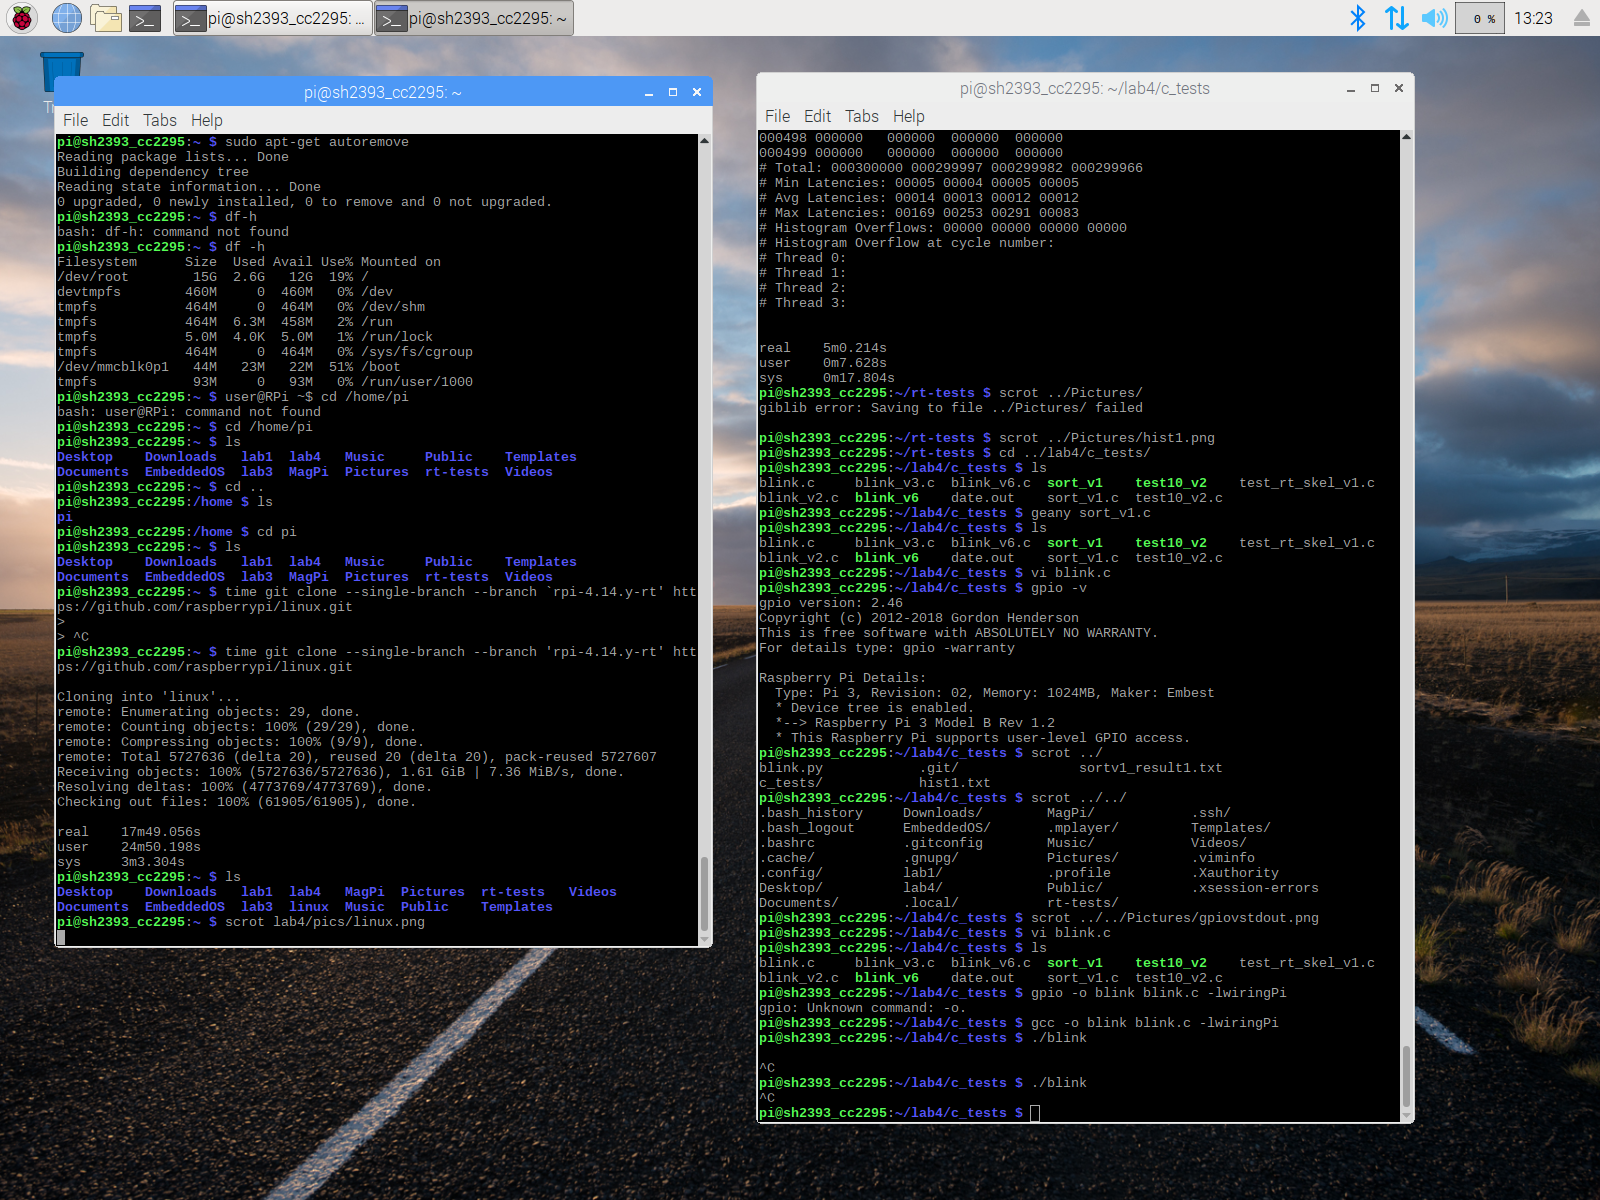 pi@sh2393_cc2295: ...
pi@sh2393_cc2295: ~
0 %
13:23
pi@sh2393_cc2295: ~
File Edit Tabs Help
pi@sh2393_cc2295:~ $ sudo apt-get autoremove
Reading package lists... Done
Building dependency tree
Reading state information... Done
0 upgraded, 0 newly installed, 0 to remove and 0 not upgraded.
pi@sh2393_cc2295:~ $ df-h
bash: df-h: command not found
pi@sh2393_cc2295:~ $ df -h
Filesystem      Size  Used Avail Use% Mounted on
/dev/root        15G  2.6G   12G  19% /
devtmpfs        460M     0  460M   0% /dev
tmpfs           464M     0  464M   0% /dev/shm
tmpfs           464M  6.3M  458M   2% /run
tmpfs           5.0M  4.0K  5.0M   1% /run/lock
tmpfs           464M     0  464M   0% /sys/fs/cgroup
/dev/mmcblk0p1   44M   23M   22M  51% /boot
tmpfs            93M     0   93M   0% /run/user/1000
pi@sh2393_cc2295:~ $ user@RPi ~$ cd /home/pi
bash: user@RPi: command not found
pi@sh2393_cc2295:~ $ cd /home/pi
pi@sh2393_cc2295:~ $ ls
Desktop    Downloads   lab1  lab4   Music     Public    Templates
Documents  EmbeddedOS  lab3  MagPi  Pictures  rt-tests  Videos
pi@sh2393_cc2295:~ $ cd ..
pi@sh2393_cc2295:/home $ ls
pi
pi@sh2393_cc2295:/home $ cd pi
pi@sh2393_cc2295:~ $ ls
Desktop    Downloads   lab1  lab4   Music     Public    Templates
Documents  EmbeddedOS  lab3  MagPi  Pictures  rt-tests  Videos
pi@sh2393_cc2295:~ $ time git clone --single-branch --branch `rpi-4.14.y-rt' htt
ps://github.com/raspberrypi/linux.git
>
> ^C
pi@sh2393_cc2295:~ $ time git clone --single-branch --branch 'rpi-4.14.y-rt' htt
ps://github.com/raspberrypi/linux.git
Cloning into 'linux'...
remote: Enumerating objects: 29, done.
remote: Counting objects: 100% (29/29), done.
remote: Compressing objects: 100% (9/9), done.
remote: Total 5727636 (delta 20), reused 20 (delta 20), pack-reused 5727607
Receiving objects: 100% (5727636/5727636), 1.61 GiB | 7.36 MiB/s, done.
Resolving deltas: 100% (4773769/4773769), done.
Checking out files: 100% (61905/61905), done.
real    17m49.056s
user    24m50.198s
sys     3m3.304s
pi@sh2393_cc2295:~ $ ls
Desktop    Downloads   lab1  lab4   MagPi  Pictures  rt-tests   Videos
Documents  EmbeddedOS  lab3  linux  Music  Public    Templates
pi@sh2393_cc2295:~ $ scrot lab4/pics/linux.png
pi@sh2393_cc2295: ~/lab4/c_tests
File Edit Tabs Help
000498 000000   000000  000000  000000
000499 000000   000000  000000  000000
# Total: 000300000 000299997 000299982 000299966
# Min Latencies: 00005 00004 00005 00005
# Avg Latencies: 00014 00013 00012 00012
# Max Latencies: 00169 00253 00291 00083
# Histogram Overflows: 00000 00000 00000 00000
# Histogram Overflow at cycle number:
# Thread 0:
# Thread 1:
# Thread 2:
# Thread 3:
real    5m0.214s
user    0m7.628s
sys     0m17.804s
pi@sh2393_cc2295:~/rt-tests $ scrot ../Pictures/
giblib error: Saving to file ../Pictures/ failed
pi@sh2393_cc2295:~/rt-tests $ scrot ../Pictures/hist1.png
pi@sh2393_cc2295:~/rt-tests $ cd ../lab4/c_tests/
pi@sh2393_cc2295:~/lab4/c_tests $ ls
blink.c     blink_v3.c  blink_v6.c  sort_v1    test10_v2    test_rt_skel_v1.c
blink_v2.c  blink_v6    date.out    sort_v1.c  test10_v2.c
pi@sh2393_cc2295:~/lab4/c_tests $ geany sort_v1.c
pi@sh2393_cc2295:~/lab4/c_tests $ ls
blink.c     blink_v3.c  blink_v6.c  sort_v1    test10_v2    test_rt_skel_v1.c
blink_v2.c  blink_v6    date.out    sort_v1.c  test10_v2.c
pi@sh2393_cc2295:~/lab4/c_tests $ vi blink.c
pi@sh2393_cc2295:~/lab4/c_tests $ gpio -v
gpio version: 2.46
Copyright (c) 2012-2018 Gordon Henderson
This is free software with ABSOLUTELY NO WARRANTY.
For details type: gpio -warranty
Raspberry Pi Details:
  Type: Pi 3, Revision: 02, Memory: 1024MB, Maker: Embest
  * Device tree is enabled.
  *--> Raspberry Pi 3 Model B Rev 1.2
  * This Raspberry Pi supports user-level GPIO access.
pi@sh2393_cc2295:~/lab4/c_tests $ scrot ../
blink.py            .git/               sortv1_result1.txt
c_tests/            hist1.txt
pi@sh2393_cc2295:~/lab4/c_tests $ scrot ../../
.bash_history     Downloads/        MagPi/            .ssh/
.bash_logout      EmbeddedOS/       .mplayer/         Templates/
.bashrc           .gitconfig        Music/            Videos/
.cache/           .gnupg/           Pictures/         .viminfo
.config/          lab1/             .profile          .Xauthority
Desktop/          lab4/             Public/           .xsession-errors
Documents/        .local/           rt-tests/
pi@sh2393_cc2295:~/lab4/c_tests $ scrot ../../Pictures/gpiovstdout.png
pi@sh2393_cc2295:~/lab4/c_tests $ vi blink.c
pi@sh2393_cc2295:~/lab4/c_tests $ ls
blink.c     blink_v3.c  blink_v6.c  sort_v1    test10_v2    test_rt_skel_v1.c
blink_v2.c  blink_v6    date.out    sort_v1.c  test10_v2.c
pi@sh2393_cc2295:~/lab4/c_tests $ gpio -o blink blink.c -lwiringPi
gpio: Unknown command: -o.
pi@sh2393_cc2295:~/lab4/c_tests $ gcc -o blink blink.c -lwiringPi
pi@sh2393_cc2295:~/lab4/c_tests $ ./blink
^C
pi@sh2393_cc2295:~/lab4/c_tests $ ./blink
^C
pi@sh2393_cc2295:~/lab4/c_tests $